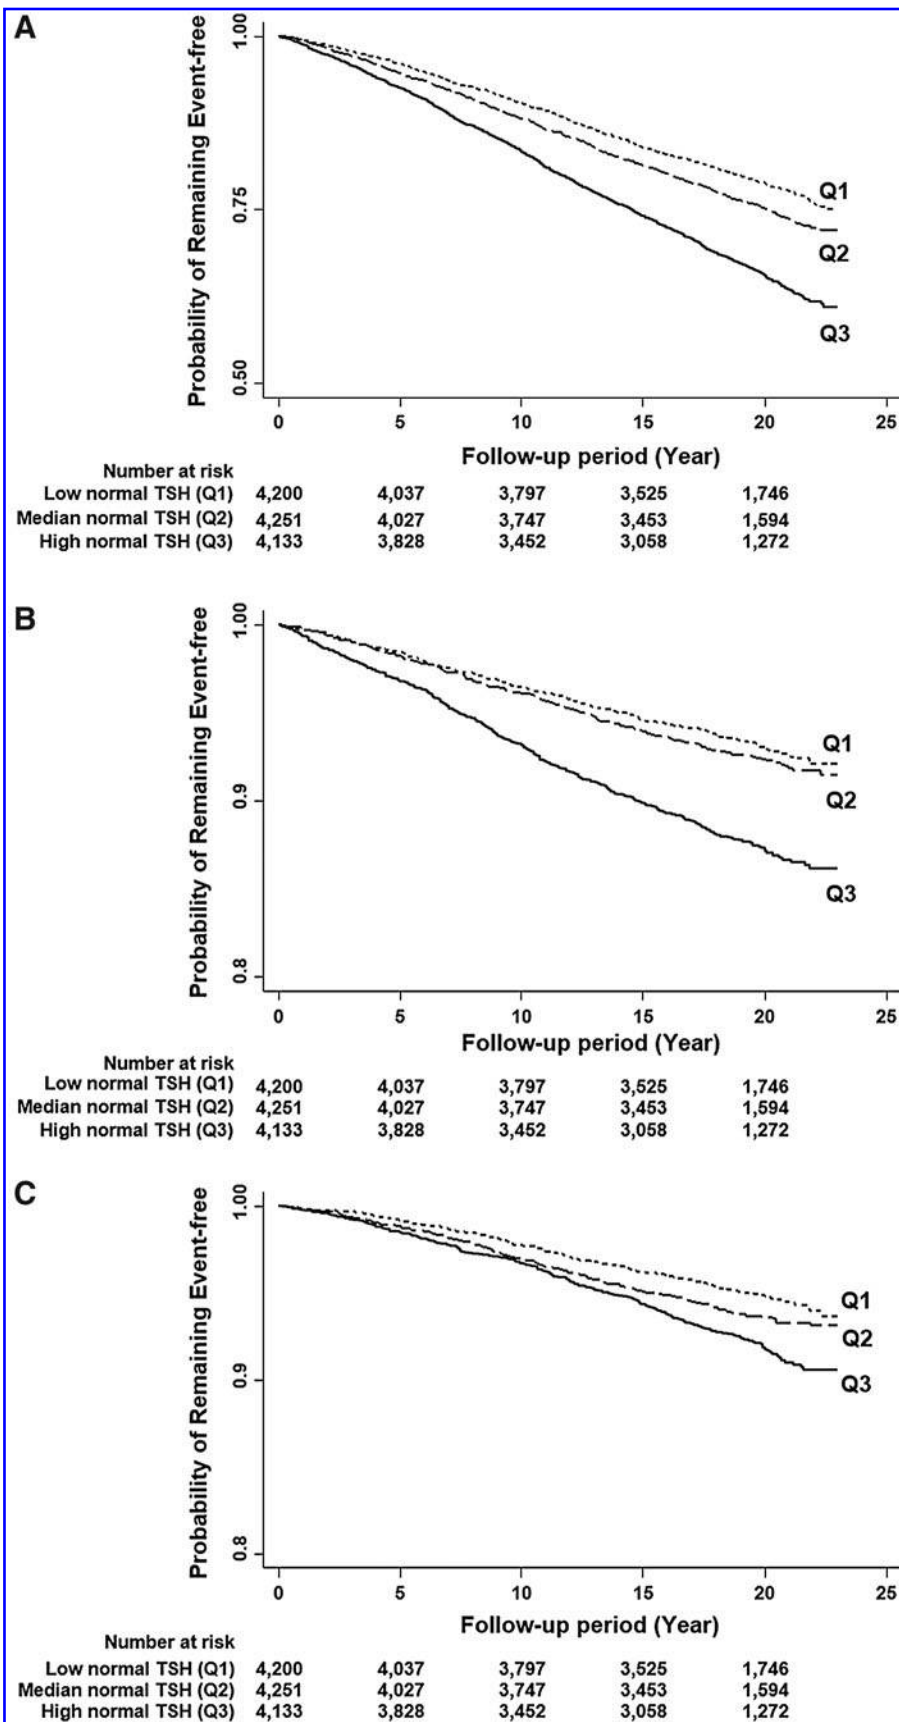 A
Probability of Remaining Event-free
1.00
0.75
0.50
Q1
Q2
Q3
0 5 10 15 20 25
Follow-up period (Year)
Number at risk
Low normal TSH (Q1) 4,200 4,037 3,797 3,525 1,746
Median normal TSH (Q2) 4,251 4,027 3,747 3,453 1,594
High normal TSH (Q3) 4,133 3,828 3,452 3,058 1,272
B
Probability of Remaining Event-free
1.00
0.9
0.8
Q1
Q2
Q3
0 5 10 15 20 25
Follow-up period (Year)
Number at risk
Low normal TSH (Q1) 4,200 4,037 3,797 3,525 1,746
Median normal TSH (Q2) 4,251 4,027 3,747 3,453 1,594
High normal TSH (Q3) 4,133 3,828 3,452 3,058 1,272
C
Probability of Remaining Event-free
1.00
0.9
0.8
Q1
Q2
Q3
0 5 10 15 20 25
Follow-up period (Year)
Number at risk
Low normal TSH (Q1) 4,200 4,037 3,797 3,525 1,746
Median normal TSH (Q2) 4,251 4,027 3,747 3,453 1,594
High normal TSH (Q3) 4,133 3,828 3,452 3,058 1,272